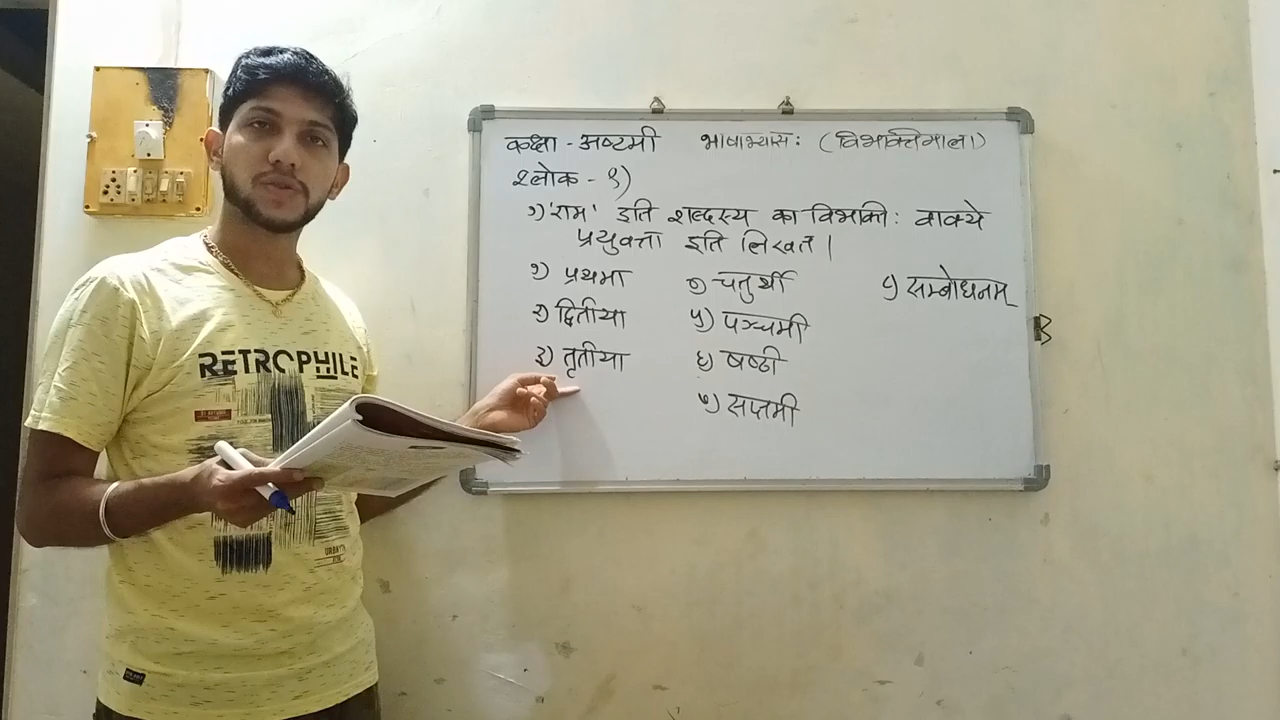 कक्षा - अष्टमी भाषाभ्यासः (विभक्तिमाला)
श्लोक - १)
१) 'राम' इति शब्दस्य का विभक्तीः वाक्ये
प्रयुक्ता इति लिखत।
१) प्रथमा ४) चतुर्थी ८) सम्बोधनम्
२) द्वितीया ५) पञ्चमी
३) तृतीया ६) षष्ठी
७) सप्तमी
RETROPHILE